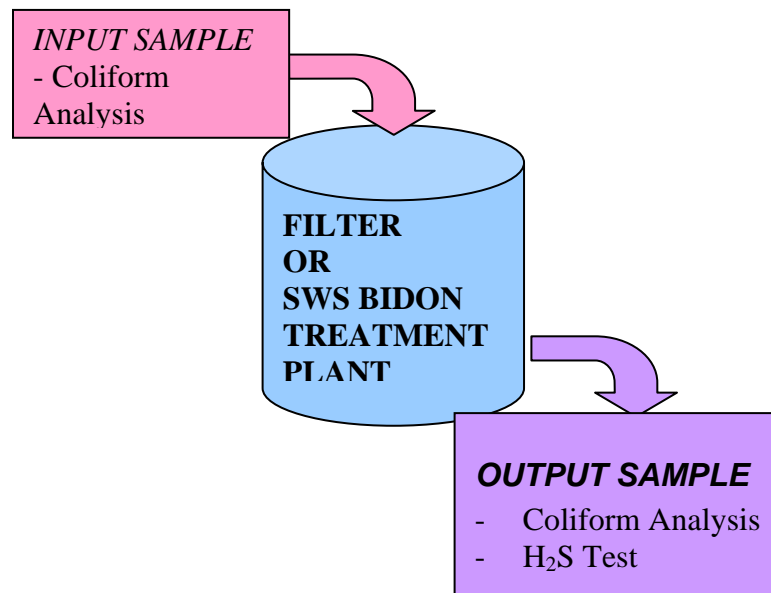 INPUT SAMPLE
- Coliform
Analysis
FILTER
OR
SWS BIDON
TREATMENT
PLANT
OUTPUT SAMPLE
- Coliform Analysis
- H₂S Test